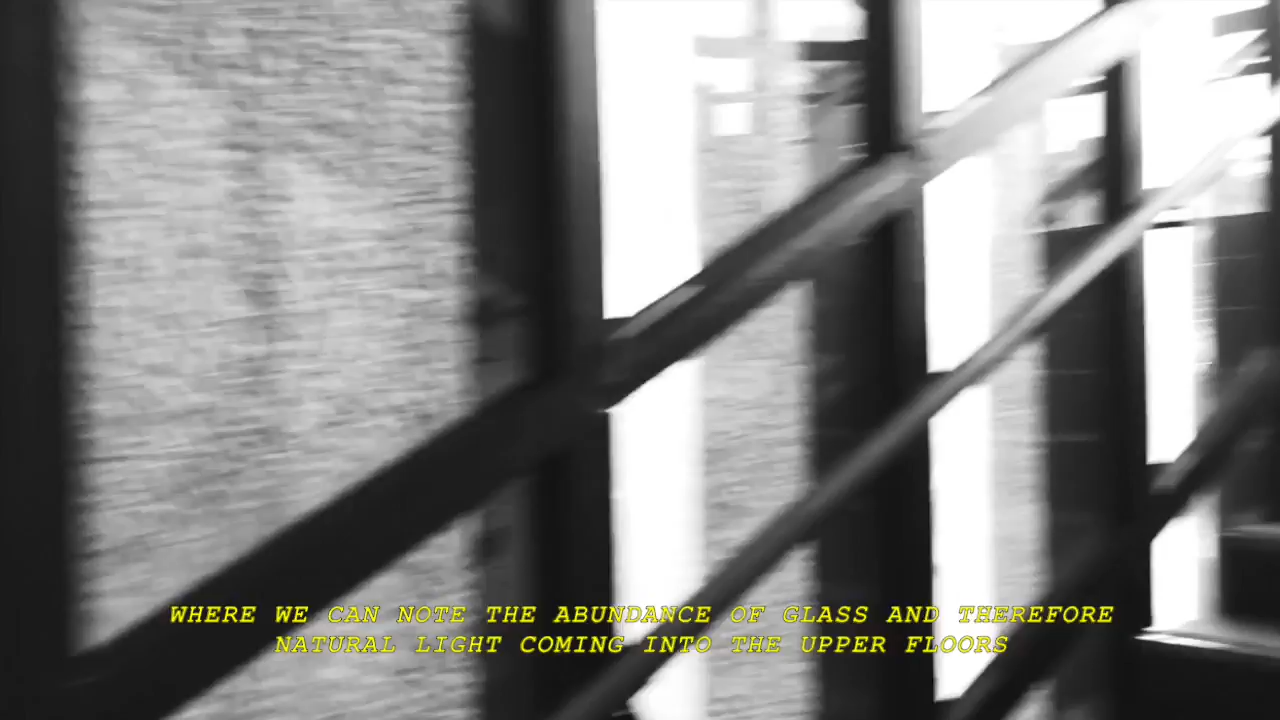 WHERE WE CAN NOTE THE ABUNDANCE OF GLASS AND THEREFORE
NATURAL LIGHT COMING INTO THE UPPER FLOORS